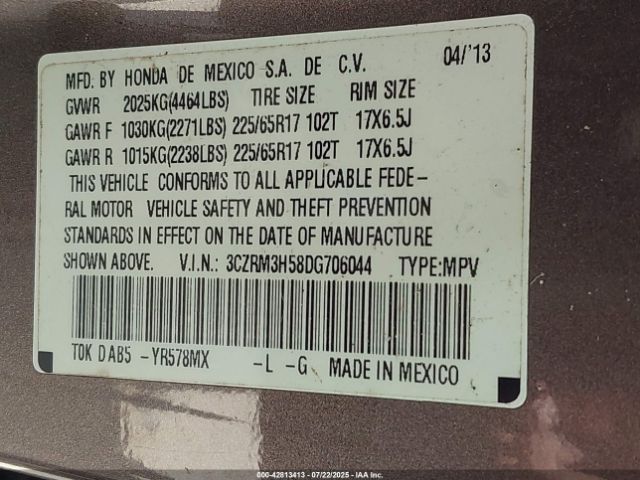 MFD. BY HONDA DE MEXICO S.A. DE C.V. 04/'13
GVWR 2025KG(4464LBS) TIRE SIZE RIM SIZE
GAWR F 1030KG(2271LBS) 225/65R17 102T 17X6.5J
GAWR R 1015KG(2238LBS) 225/65R17 102T 17X6.5J
THIS VEHICLE CONFORMS TO ALL APPLICABLE FEDE-
RAL MOTOR VEHICLE SAFETY AND THEFT PREVENTION
STANDARDS IN EFFECT ON THE DATE OF MANUFACTURE
SHOWN ABOVE. V.I.N.: 3CZRM3H58DG706044 TYPE:MPV
T0K DAB5 -YR578MX -L -G MADE IN MEXICO
000-42813413 - 07/22/2025 - IAA Inc.